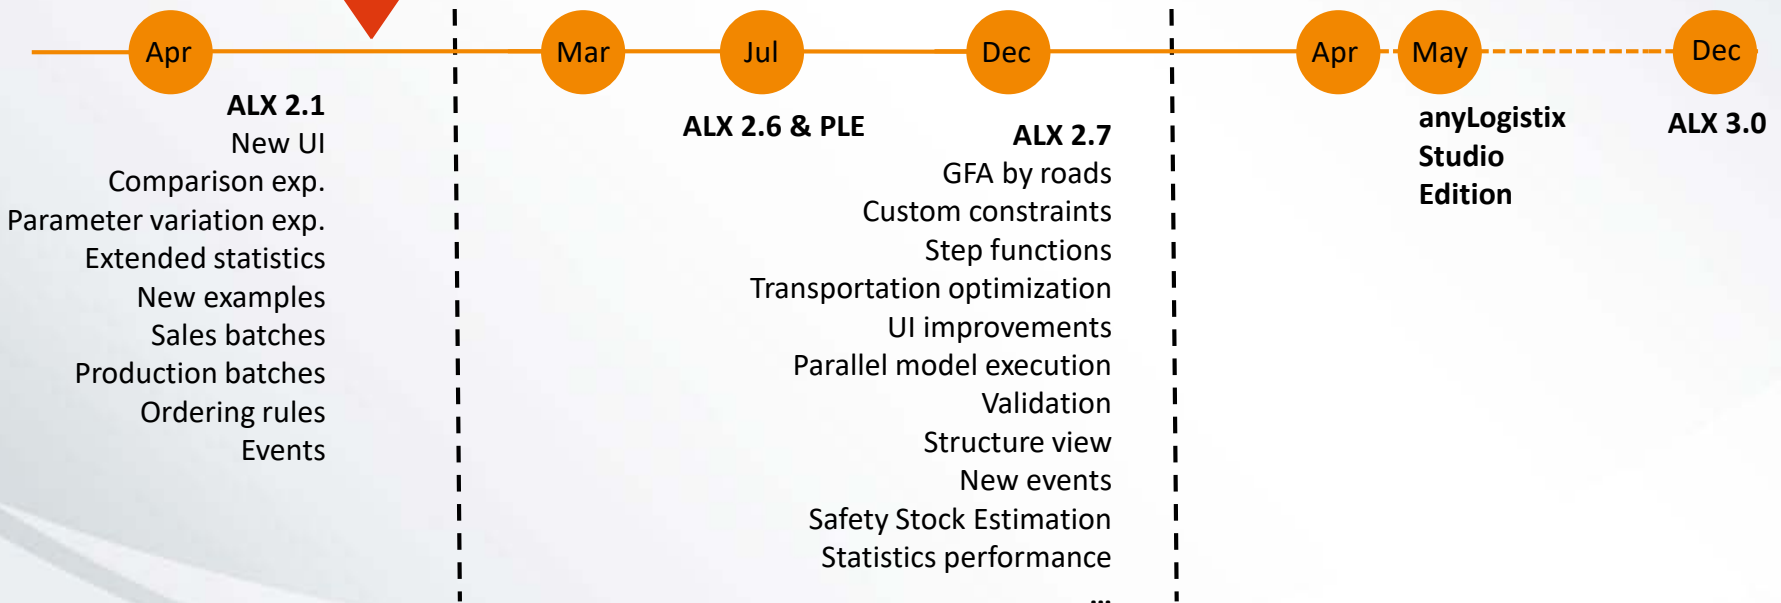 Apr
Mar
Jul
Dec
Apr
May
Dec
ALX 2.1
New UI
Comparison exp.
Parameter variation exp.
Extended statistics
New examples
Sales batches
Production batches
Ordering rules
Events
ALX 2.6 & PLE
ALX 2.7
GFA by roads
Custom constraints
Step functions
Transportation optimization
UI improvements
Parallel model execution
Validation
Structure view
New events
Safety Stock Estimation
Statistics performance
...
anyLogistix
Studio
Edition
ALX 3.0